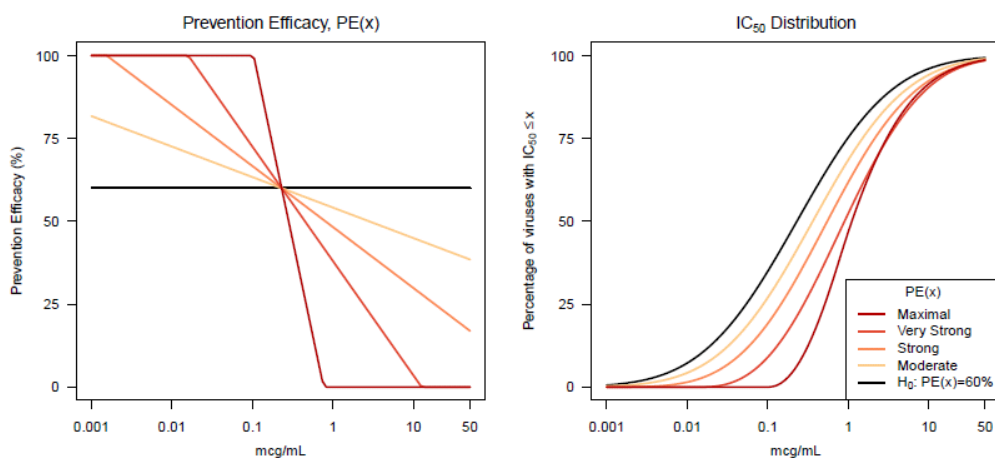 Prevention Efficacy, PE(x)
Prevention Efficacy (%)
100
75
50
25
0
0.001
0.01
0.1
1
10
50
mcg/mL
IC50 Distribution
Percentage of viruses with IC50 ≤ x
100
75
50
25
0
0.001
0.01
0.1
1
10
50
mcg/mL
PE(x)
Maximal
Very Strong
Strong
Moderate
H0: PE(x)=60%